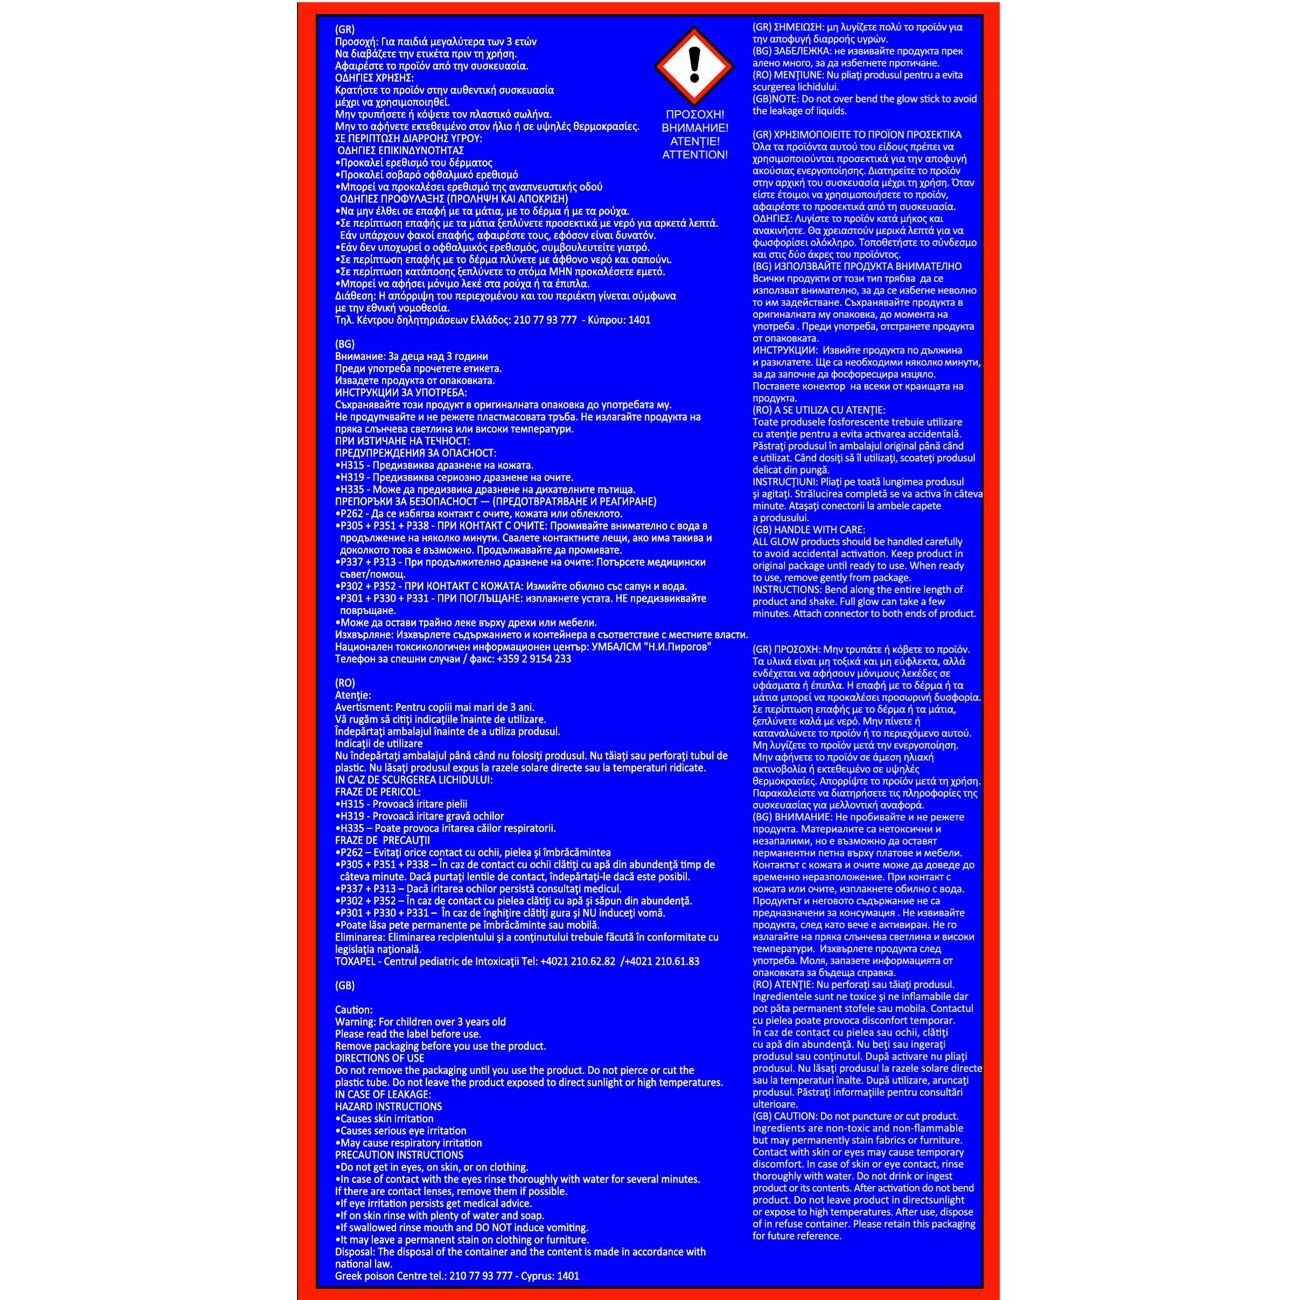 (GR)
Προσοχή: Για παιδιά μεγαλύτερα των 3 ετών
Να διαβάζετε την ετικέτα πριν τη χρήση.
Αφαιρέστε το προϊόν από την συσκευασία.
ΟΔΗΓΙΕΣ ΧΡΗΣΗΣ:
Κρατήστε το προϊόν στην αυθεντική συσκευασία
μέχρι να χρησιμοποιηθεί.
Μην τρυπήσετε ή κόψετε τον πλαστικό σωλήνα.
Μην το αφήνετε εκτεθειμένο στον ήλιο ή σε υψηλές θερμοκρασίες.
ΣΕ ΠΕΡΙΠΤΩΣΗ ΔΙΑΡΡΟΗΣ ΥΓΡΟΥ:
ΟΔΗΓΙΕΣ ΕΠΙΚΙΝΔΥΝΟΤΗΤΑΣ
•Προκαλεί ερεθισμό του δέρματος
•Προκαλεί σοβαρό οφθαλμικό ερεθισμό
•Μπορεί να προκαλέσει ερεθισμό της αναπνευστικής οδού
ΟΔΗΓΙΕΣ ΠΡΟΦΥΛΑΞΗΣ (ΠΡΟΛΗΨΗ ΚΑΙ ΑΠΟΚΡΙΣΗ)
•Να μην έλθει σε επαφή με τα μάτια, με το δέρμα ή με τα ρούχα.
•Σε περίπτωση επαφής με τα μάτια ξεπλύνετε προσεκτικά με νερό για αρκετά λεπτά.
Εάν υπάρχουν φακοί επαφής, αφαιρέστε τους, εφόσον είναι δυνατόν.
•Εάν δεν υποχωρεί ο οφθαλμικός ερεθισμός, συμβουλευτείτε γιατρό.
•Σε περίπτωση επαφής με το δέρμα πλύνετε με άφθονο νερό και σαπούνι.
•Σε περίπτωση κατάποσης ξεπλύνετε το στόμα ΜΗΝ προκαλέσετε εμετό.
•Μπορεί να αφήσει μόνιμο λεκέ στα ρούχα ή τα έπιπλα.
Διάθεση: Η απόρριψη του περιεχομένου και του περιέκτη γίνεται σύμφωνα
με την εθνική νομοθεσία.
Τηλ. Κέντρου δηλητηριάσεων Ελλάδος: 210 77 93 777 - Κύπρου: 1401
ΠΡΟΣΟΧΗ!
ВНИМАНИЕ!
ATENȚIE!
ATTENTION!
(BG)
Внимание: За деца над 3 години
Преди употреба прочетете етикета.
Извадете продукта от опаковката.
ИНСТРУКЦИИ ЗА УПОТРЕБА:
Съхранявайте този продукт в оригиналната опаковка до употребата му.
Не продупчвайте и не режете пластмасовата тръба. Не излагайте продукта на
пряка слънчева светлина или високи температури.
ПРИ ИЗТИЧАНЕ НА ТЕЧНОСТ:
ПРЕДУПРЕЖДЕНИЯ ЗА ОПАСНОСТ:
•H315 - Предизвиква дразнене на кожата.
•H319 - Предизвиква сериозно дразнене на очите.
•H335 - Може да предизвика дразнене на дихателните пътища.
ПРЕПОРЪКИ ЗА БЕЗОПАСНОСТ — (ПРЕДОТВРАТЯВАНЕ И РЕАГИРАНЕ)
•P262 - Да се избягва контакт с очите, кожата или облеклото.
•P305 + P351 + P338 - ПРИ КОНТАКТ С ОЧИТЕ: Промивайте внимателно с вода в
продължение на няколко минути. Свалете контактните лещи, ако има такива и
доколкото това е възможно. Продължавайте да промивате.
•P337 + P313 - При продължително дразнене на очите: Потърсете медицински
съвет/помощ.
•P302 + P352 - ПРИ КОНТАКТ С КОЖАТА: Измийте обилно със сапун и вода.
•P301 + P330 + P331 - ПРИ ПОГЛЪЩАНЕ: изплакнете устата. НЕ предизвиквайте
повръщане.
•Може да остави трайно леке върху дрехи или мебели.
Изхвърляне: Изхвърлете съдържанието и контейнера в съответствие с местните власти.
Национален токсикологичен информационен център: УМБАЛСМ "Н.И.Пирогов"
Телефон за спешни случаи / факс: +359 2 9154 233
(RO)
Atenție:
Avertisment: Pentru copiii mai mari de 3 ani.
Vă rugăm să citiți indicațiile înainte de utilizare.
Îndepărtați ambalajul înainte de a utiliza produsul.
Indicații de utilizare
Nu îndepărtați ambalajul până când nu folosiți produsul. Nu tăiați sau perforați tubul de
plastic. Nu lăsați produsul expus la razele solare directe sau la temperaturi ridicate.
IN CAZ DE SCURGEREA LICHIDULUI:
FRAZE DE PERICOL:
•H315 - Provoacă iritare pielii
•H319 - Provoacă iritare gravă ochilor
•H335 – Poate provoca iritarea căilor respiratorii.
FRAZE DE PRECAUȚII
•P262 – Evitați orice contact cu ochii, pielea și îmbrăcămintea
•P305 + P351 + P338 – În caz de contact cu ochii clătiți cu apă din abundență timp de
câteva minute. Dacă purtați lentile de contact, îndepărtați-le dacă este posibil.
•P337 + P313 – Dacă iritarea ochilor persistă consultați medicul.
•P302 + P352 – În caz de contact cu pielea clătiți cu apă și săpun din abundență.
•P301 + P330 + P331 – În caz de înghițire clătiți gura și NU induceți vomă.
•Poate lăsa pete permanente pe îmbrăcăminte sau mobilă.
Eliminarea: Eliminarea recipientului și a conținutului trebuie făcută în conformitate cu
legislația națională.
TOXAPEL - Centrul pediatric de Intoxicații Tel: +4021 210.62.82 /+4021 210.61.83
(GB)
Caution:
Warning: For children over 3 years old
Please read the label before use.
Remove packaging before you use the product.
DIRECTIONS OF USE
Do not remove the packaging until you use the product. Do not pierce or cut the
plastic tube. Do not leave the product exposed to direct sunlight or high temperatures.
IN CASE OF LEAKAGE:
HAZARD INSTRUCTIONS
•Causes skin irritation
•Causes serious eye irritation
•May cause respiratory irritation
PRECAUTION INSTRUCTIONS
•Do not get in eyes, on skin, or on clothing.
•In case of contact with the eyes rinse thoroughly with water for several minutes.
If there are contact lenses, remove them if possible.
•If eye irritation persists get medical advice.
•If on skin rinse with plenty of water and soap.
•If swallowed rinse mouth and DO NOT induce vomiting.
•It may leave a permanent stain on clothing or furniture.
Disposal: The disposal of the container and the content is made in accordance with
national law.
Greek poison Centre tel.: 210 77 93 777 - Cyprus: 1401
(GR) ΣΗΜΕΙΩΣΗ: μη λυγίζετε πολύ το προϊόν για
την αποφυγή διαρροής υγρών.
(BG) ЗАБЕЛЕЖКА: не извивайте продукта прек
алено много, за да избегнете протичане.
(RO) MENȚIUNE: Nu pliați produsul pentru a evita
scurgerea lichidului.
(GB)NOTE: Do not over bend the glow stick to avoid
the leakage of liquids.
(GR) ΧΡΗΣΙΜΟΠΟΙΕΙΤΕ ΤΟ ΠΡΟΪΟΝ ΠΡΟΣΕΚΤΙΚΑ
Όλα τα προϊόντα αυτού του είδους πρέπει να
χρησιμοποιούνται προσεκτικά για την αποφυγή
ακούσιας ενεργοποίησης. Διατηρείτε το προϊόν
στην αρχική του συσκευασία μέχρι τη χρήση. Όταν
είστε έτοιμοι να χρησιμοποιήσετε το προϊόν,
αφαιρέστε το προσεκτικά από τη συσκευασία.
ΟΔΗΓΙΕΣ: Λυγίστε το προϊόν κατά μήκος και
ανακινήστε. Θα χρειαστούν μερικά λεπτά για να
φωσφορίσει ολόκληρο. Τοποθετήστε το σύνδεσμο
και στις δύο άκρες του προϊόντος.
(BG) ИЗПОЛЗВАЙТЕ ПРОДУКТА ВНИМАТЕЛНО
Всички продукти от този тип трябва да се
използват внимателно, за да се избегне неволно
то им задействане. Съхранявайте продукта в
оригиналната му опаковка, до момента на
употреба . Преди употреба, отстранете продукта
от опаковката.
ИНСТРУКЦИИ: Извийте продукта по дължина
и разклатете. Ще са необходими няколко минути,
за да започне да фосфоресцира изцяло.
Поставете конектор на всеки от краищата на
продукта.
(RO) A SE UTILIZA CU ATENȚIE:
Toate produsele fosforescente trebuie utilizare
cu atenție pentru a evita activarea accidentală.
Păstrați produsul în ambalajul original până când
e utilizat. Când dosiți să îl utilizați, scoateți produsul
delicat din pungă.
INSTRUCȚIUNI: Pliați pe toată lungimea produsul
și agitați. Strălucirea completă se va activa în câteva
minute. Atașați conectorii la ambele capete
a produsului.
(GB) HANDLE WITH CARE:
ALL GLOW products should be handled carefully
to avoid accidental activation. Keep product in
original package until ready to use. When ready
to use, remove gently from package.
INSTRUCTIONS: Bend along the entire length of
product and shake. Full glow can take a few
minutes. Attach connector to both ends of product.
(GR) ΠΡΟΣΟΧΗ: Μην τρυπάτε ή κόβετε το προϊόν.
Τα υλικά είναι μη τοξικά και μη εύφλεκτα, αλλά
ενδέχεται να αφήσουν μόνιμους λεκέδες σε
υφάσματα ή έπιπλα. Η επαφή με το δέρμα ή τα
μάτια μπορεί να προκαλέσει προσωρινή δυσφορία.
Σε περίπτωση επαφής με το δέρμα ή τα μάτια,
ξεπλύνετε καλά με νερό. Μην πίνετε ή
καταναλώνετε το προϊόν ή το περιεχόμενο αυτού.
Μη λυγίζετε το προϊόν μετά την ενεργοποίηση.
Μην αφήνετε το προϊόν σε άμεση ηλιακή
ακτινοβολία ή εκτεθειμένο σε υψηλές
θερμοκρασίες. Απορρίψτε το προϊόν μετά τη χρήση.
Παρακαλείστε να διατηρήσετε τις πληροφορίες της
συσκευασίας για μελλοντική αναφορά.
(BG) ВНИМАНИЕ: Не пробивайте и не режете
продукта. Материалите са нетоксични и
незапалими, но е възможно да оставят
перманентни петна върху платове и мебели.
Контактът с кожата и очите може да доведе до
временно неразположение. При контакт с
кожата или очите, изплакнете обилно с вода.
Продуктът и неговото съдържание не са
предназначени за консумация . Не извивайте
продукта, след като вече е активиран. Не го
излагайте на пряка слънчева светлина и високи
температури. Изхвърлете продукта след
употреба. Моля, запазете информацията от
опаковката за бъдеща справка.
(RO) ATENȚIE: Nu perforați sau tăiați produsul.
Ingredientele sunt ne toxice și ne inflamabile dar
pot păta permanent stofele sau mobila. Contactul
cu pielea poate provoca disconfort temporar.
În caz de contact cu pielea sau ochii, clătiți
cu apă din abundență. Nu beți sau ingerați
produsul sau conținutul. După activare nu pliați
produsul. Nu lăsați produsul la razele solare directe
sau la temperaturi înalte. După utilizare, aruncați
produsul. Păstrați informațiile pentru consultări
ulterioare.
(GB) CAUTION: Do not puncture or cut product.
Ingredients are non-toxic and non-flammable
but may permanently stain fabrics or furniture.
Contact with skin or eyes may cause temporary
discomfort. In case of skin or eye contact, rinse
thoroughly with water. Do not drink or ingest
product or its contents. After activation do not bend
product. Do not leave product in directsunlight
or expose to high temperatures. After use, dispose
of in refuse container. Please retain this packaging
for future reference.